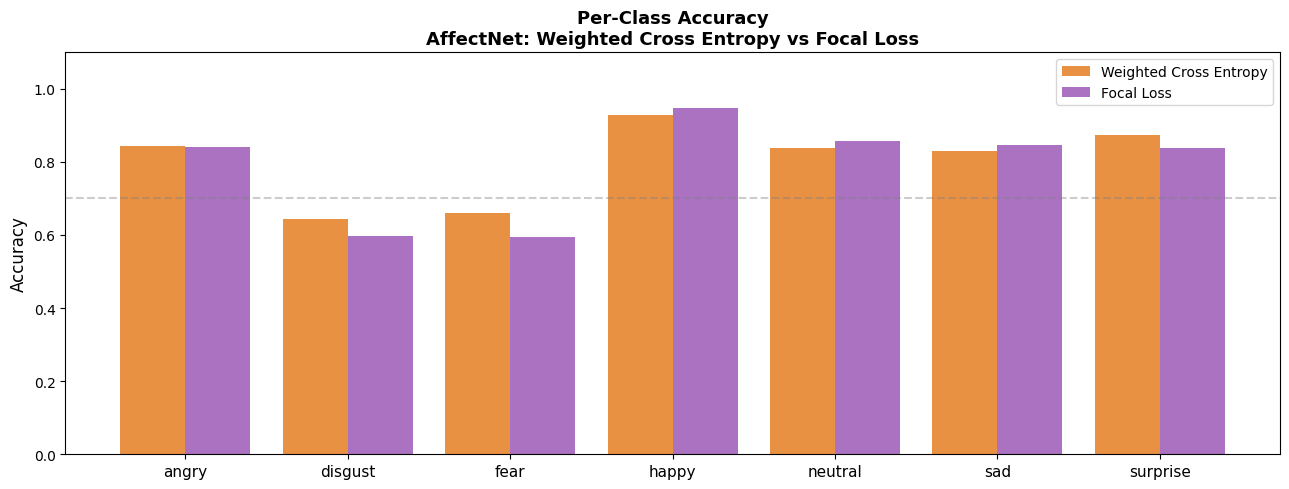 Per-Class Accuracy
AffectNet: Weighted Cross Entropy vs Focal Loss
Weighted Cross Entropy
Focal Loss
Accuracy
1.0
0.8
0.6
0.4
0.2
0.0
angry disgust fear happy neutral sad surprise